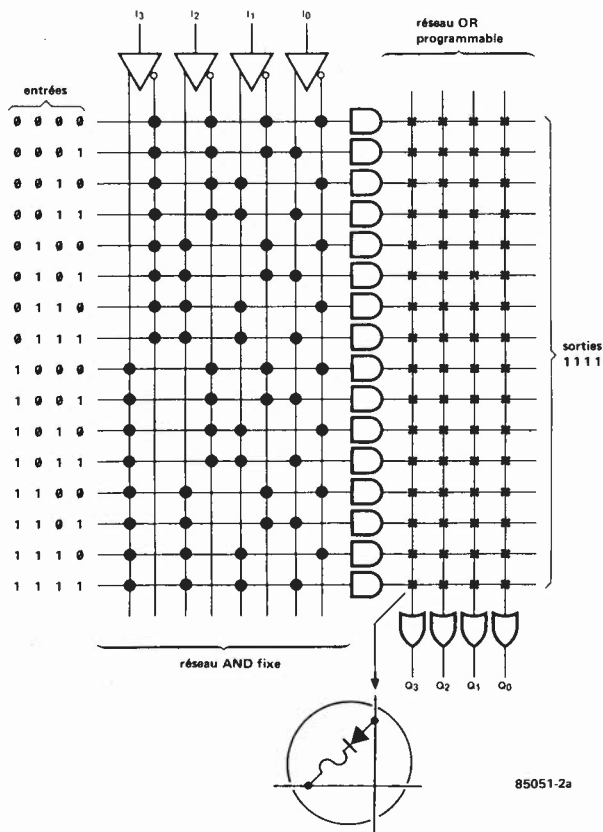 I3 I2 I1 I0
réseau OR
programmable
entrées
0 0 0 0
0 0 0 1
0 0 1 0
0 0 1 1
0 1 0 0
0 1 0 1
0 1 1 0
0 1 1 1
1 0 0 0
1 0 0 1
1 0 1 0
1 0 1 1
1 1 0 0
1 1 0 1
1 1 1 0
1 1 1 1
sorties
1 1 1 1
réseau AND fixe
Q3 Q2 Q1 Q0
85051-2a